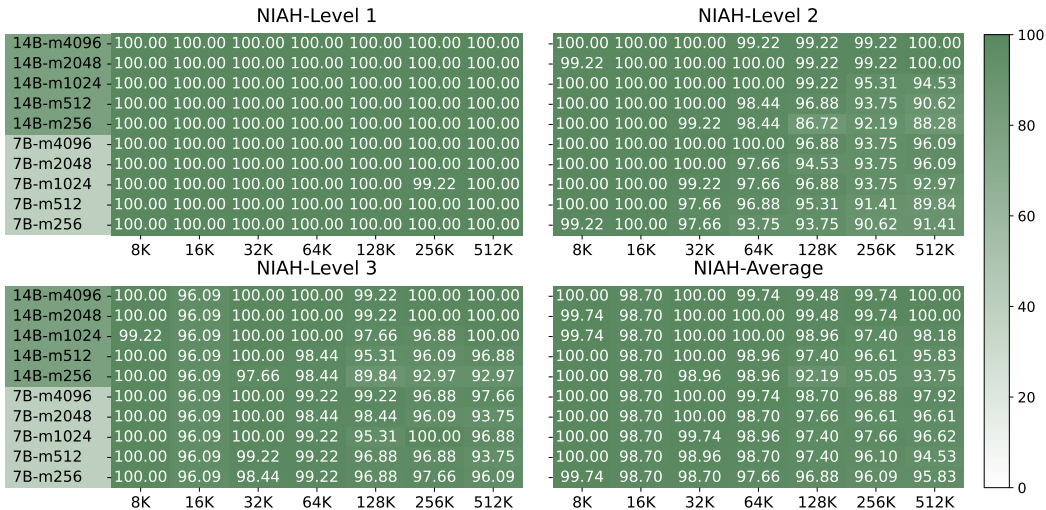 NIAH-Level 1
14B-m4096 100.00 100.00 100.00 100.00 100.00 100.00 100.00
14B-m2048 100.00 100.00 100.00 100.00 100.00 100.00 100.00
14B-m1024 100.00 100.00 100.00 100.00 100.00 100.00 100.00
14B-m512 100.00 100.00 100.00 100.00 100.00 100.00 100.00
14B-m256 100.00 100.00 100.00 100.00 100.00 100.00 100.00
7B-m4096 100.00 100.00 100.00 100.00 100.00 100.00 100.00
7B-m2048 100.00 100.00 100.00 100.00 100.00 100.00 100.00
7B-m1024 100.00 100.00 100.00 100.00 100.00 99.22 100.00
7B-m512 100.00 100.00 100.00 100.00 100.00 100.00 100.00
7B-m256 100.00 100.00 100.00 100.00 100.00 100.00 100.00
8K 16K 32K 64K 128K 256K 512K
NIAH-Level 2
100.00 100.00 100.00 99.22 99.22 99.22 100.00
99.22 100.00 100.00 100.00 99.22 99.22 100.00
100.00 100.00 100.00 100.00 99.22 95.31 94.53
100.00 100.00 100.00 98.44 96.88 93.75 90.62
100.00 100.00 99.22 98.44 86.72 92.19 88.28
100.00 100.00 100.00 100.00 96.88 93.75 96.09
100.00 100.00 100.00 97.66 94.53 93.75 96.09
100.00 100.00 99.22 97.66 96.88 93.75 92.97
100.00 100.00 97.66 96.88 95.31 91.41 89.84
99.22 100.00 97.66 93.75 93.75 90.62 91.41
8K 16K 32K 64K 128K 256K 512K
NIAH-Level 3
14B-m4096 100.00 96.09 100.00 100.00 99.22 100.00 100.00
14B-m2048 100.00 96.09 100.00 100.00 99.22 100.00 100.00
14B-m1024 99.22 96.09 100.00 100.00 97.66 96.88 100.00
14B-m512 100.00 96.09 100.00 98.44 95.31 96.09 96.88
14B-m256 100.00 96.09 97.66 98.44 89.84 92.97 92.97
7B-m4096 100.00 96.09 100.00 99.22 99.22 96.88 97.66
7B-m2048 100.00 96.09 100.00 98.44 98.44 96.09 93.75
7B-m1024 100.00 96.09 100.00 99.22 95.31 100.00 96.88
7B-m512 100.00 96.09 99.22 99.22 96.88 96.88 93.75
7B-m256 100.00 96.09 98.44 99.22 96.88 97.66 96.09
8K 16K 32K 64K 128K 256K 512K
NIAH-Average
100.00 98.70 100.00 99.74 99.48 99.74 100.00
99.74 98.70 100.00 100.00 99.48 99.74 100.00
99.74 98.70 100.00 100.00 98.96 97.40 98.18
100.00 98.70 100.00 98.96 97.40 96.61 95.83
100.00 98.70 98.96 98.96 92.19 95.05 93.75
100.00 98.70 100.00 99.74 98.70 96.88 97.92
100.00 98.70 100.00 98.70 97.66 96.61 96.61
100.00 98.70 99.74 98.96 97.40 97.66 96.62
100.00 98.70 98.96 98.70 97.40 96.10 94.53
99.74 98.70 98.70 97.66 96.88 96.09 95.83
8K 16K 32K 64K 128K 256K 512K
100
80
60
40
20
0